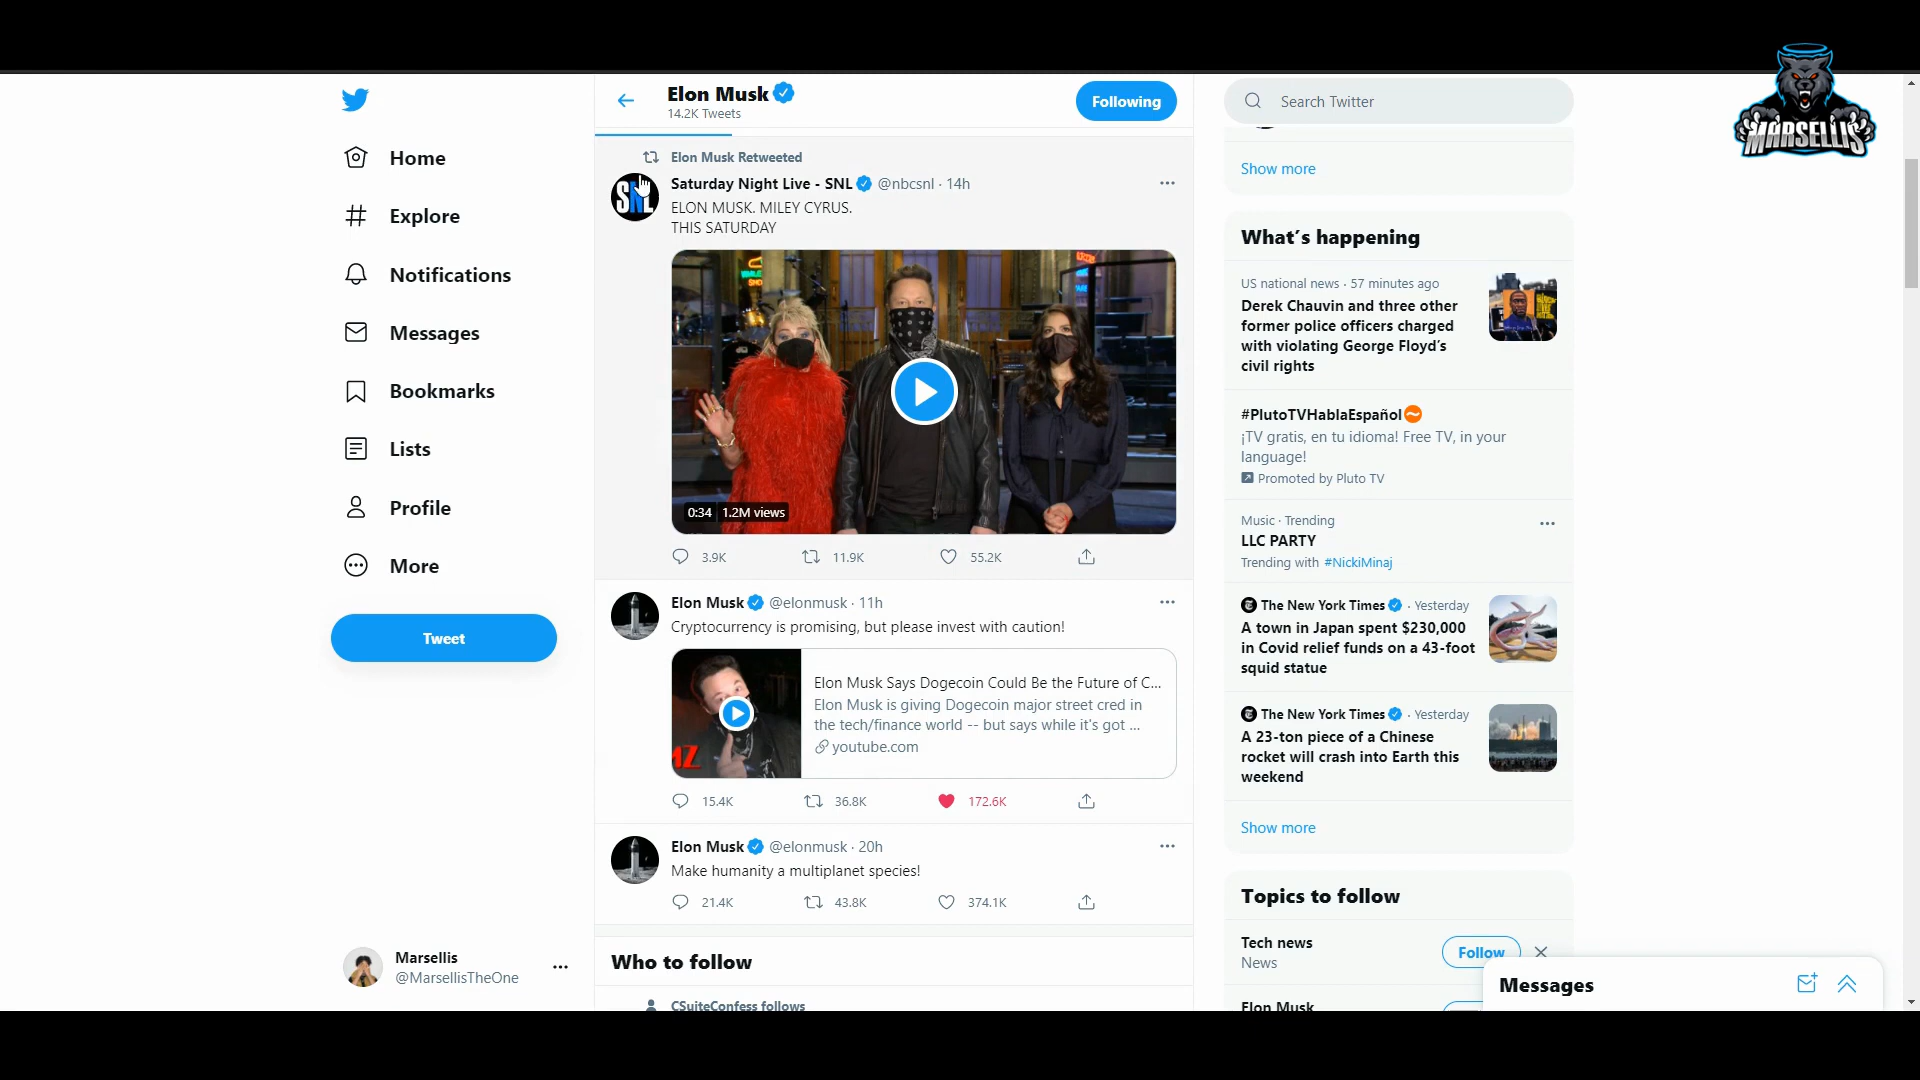 MARSELLIS
Home
Explore
Notifications
Messages
Bookmarks
Lists
Profile
More
Tweet
Marsellis
@MarsellisTheOne
Elon Musk
14.2K Tweets
Following
Elon Musk Retweeted
SNL
Saturday Night Live - SNL @nbcsnl · 14h
ELON MUSK. MILEY CYRUS.
THIS SATURDAY
0:34 1.2M views
3.9K 11.9K 55.2K
Elon Musk @elonmusk · 11h
Cryptocurrency is promising, but please invest with caution!
Elon Musk Says Dogecoin Could Be the Future of C...
Elon Musk is giving Dogecoin major street cred in
the tech/finance world -- but says while it's got ...
youtube.com
15.4K 36.8K 172.6K
Elon Musk @elonmusk · 20h
Make humanity a multiplanet species!
21.4K 43.8K 374.1K
Who to follow
CSuiteConfess follows
Search Twitter
Show more
What's happening
US national news · 57 minutes ago
Derek Chauvin and three other
former police officers charged
with violating George Floyd's
civil rights
#PlutoTVHablaEspañol
¡TV gratis, en tu idioma! Free TV, in your
language!
Promoted by Pluto TV
Music · Trending
LLC PARTY
Trending with #NickiMinaj
The New York Times · Yesterday
A town in Japan spent $230,000
in Covid relief funds on a 43-foot
squid statue
The New York Times · Yesterday
A 23-ton piece of a Chinese
rocket will crash into Earth this
weekend
Show more
Topics to follow
Tech news
News
Follow
Elon Musk
Messages